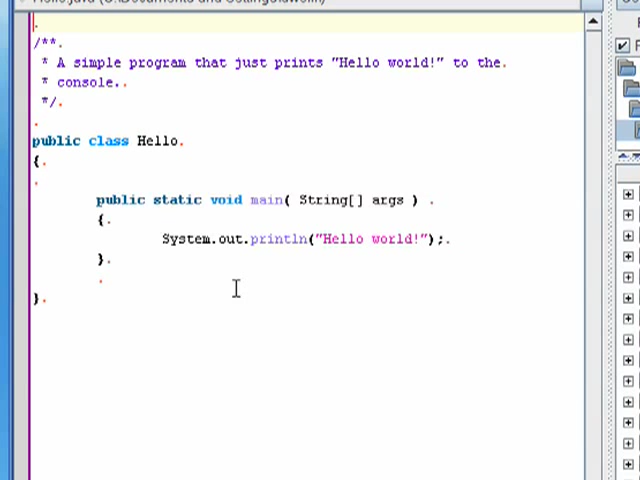 /**.
* A simple program that just prints "Hello world!" to the.
* console..
*/.
.
public class Hello.
{.
.
public static void main( String[] args ) .
{.
System.out.println("Hello world!");.
}.
.
}.